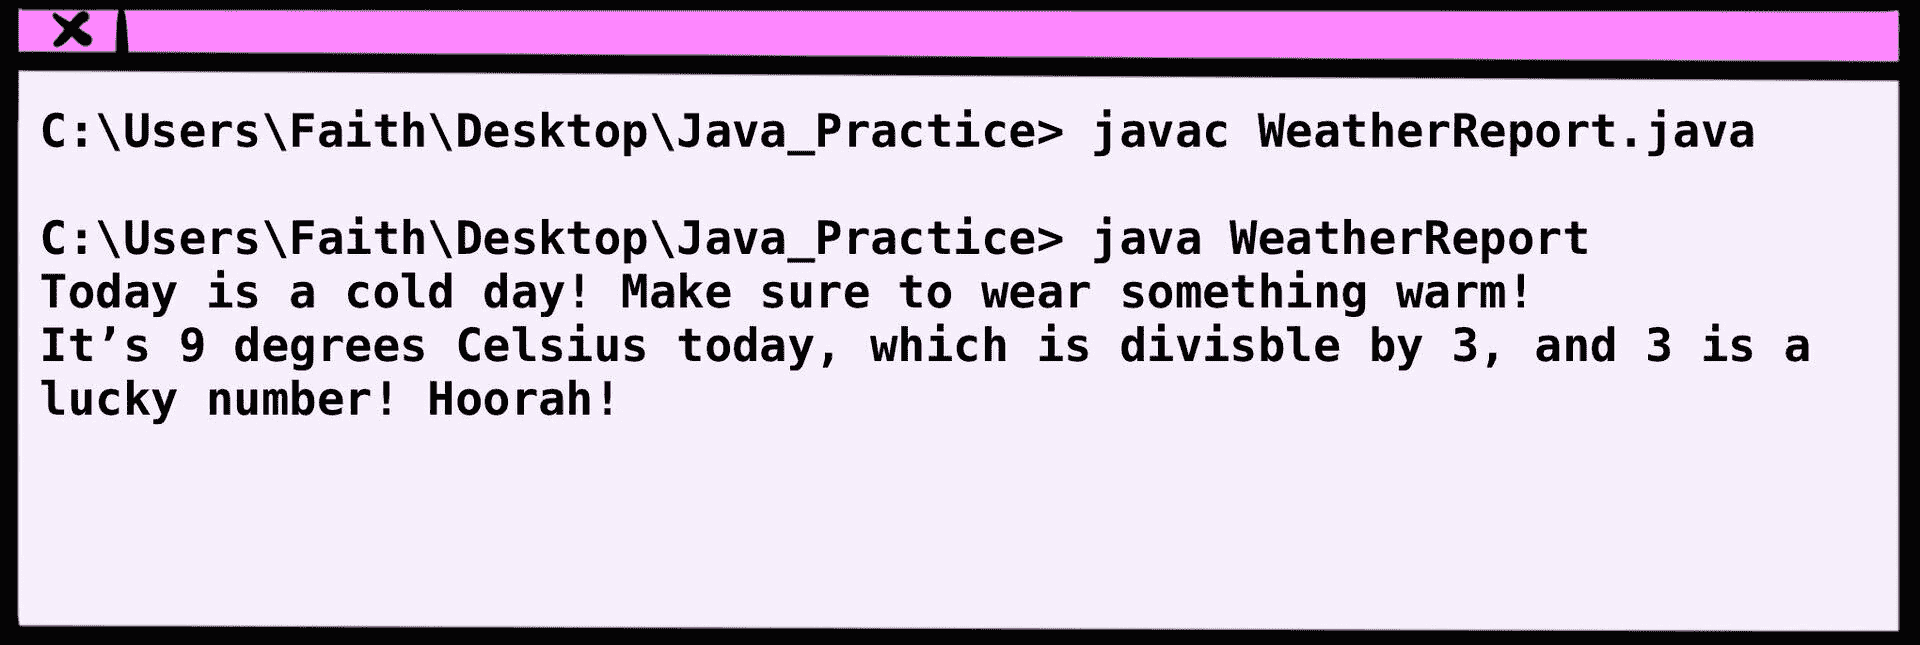 C:\Users\Faith\Desktop\Java_Practice> javac WeatherReport.java
C:\Users\Faith\Desktop\Java_Practice> java WeatherReport
Today is a cold day! Make sure to wear something warm!
It’s 9 degrees Celsius today, which is divisble by 3, and 3 is a
lucky number! Hoorah!